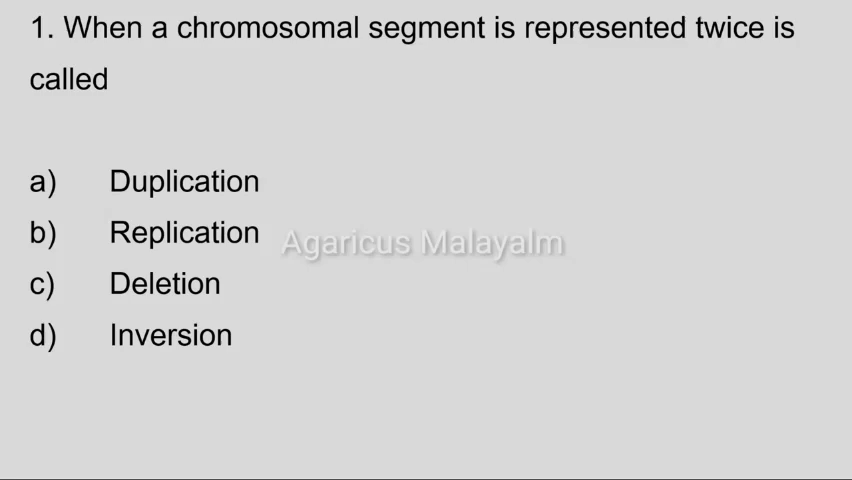 1. When a chromosomal segment is represented twice is
called
a) Duplication
b) Replication
Agaricus Malayalm
c) Deletion
d) Inversion